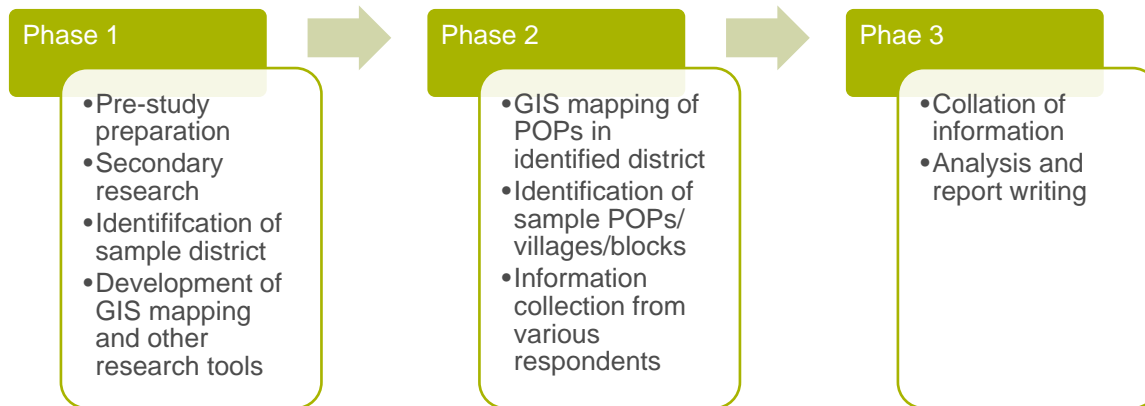 Phase 1
•Pre-study
preparation
•Secondary
research
•Identififcation of
sample district
•Development of
GIS mapping
and other
research tools
Phase 2
•GIS mapping of
POPs in
identified district
•Identification of
sample POPs/
villages/blocks
•Information
collection from
various
respondents
Phae 3
•Collation of
information
•Analysis and
report writing